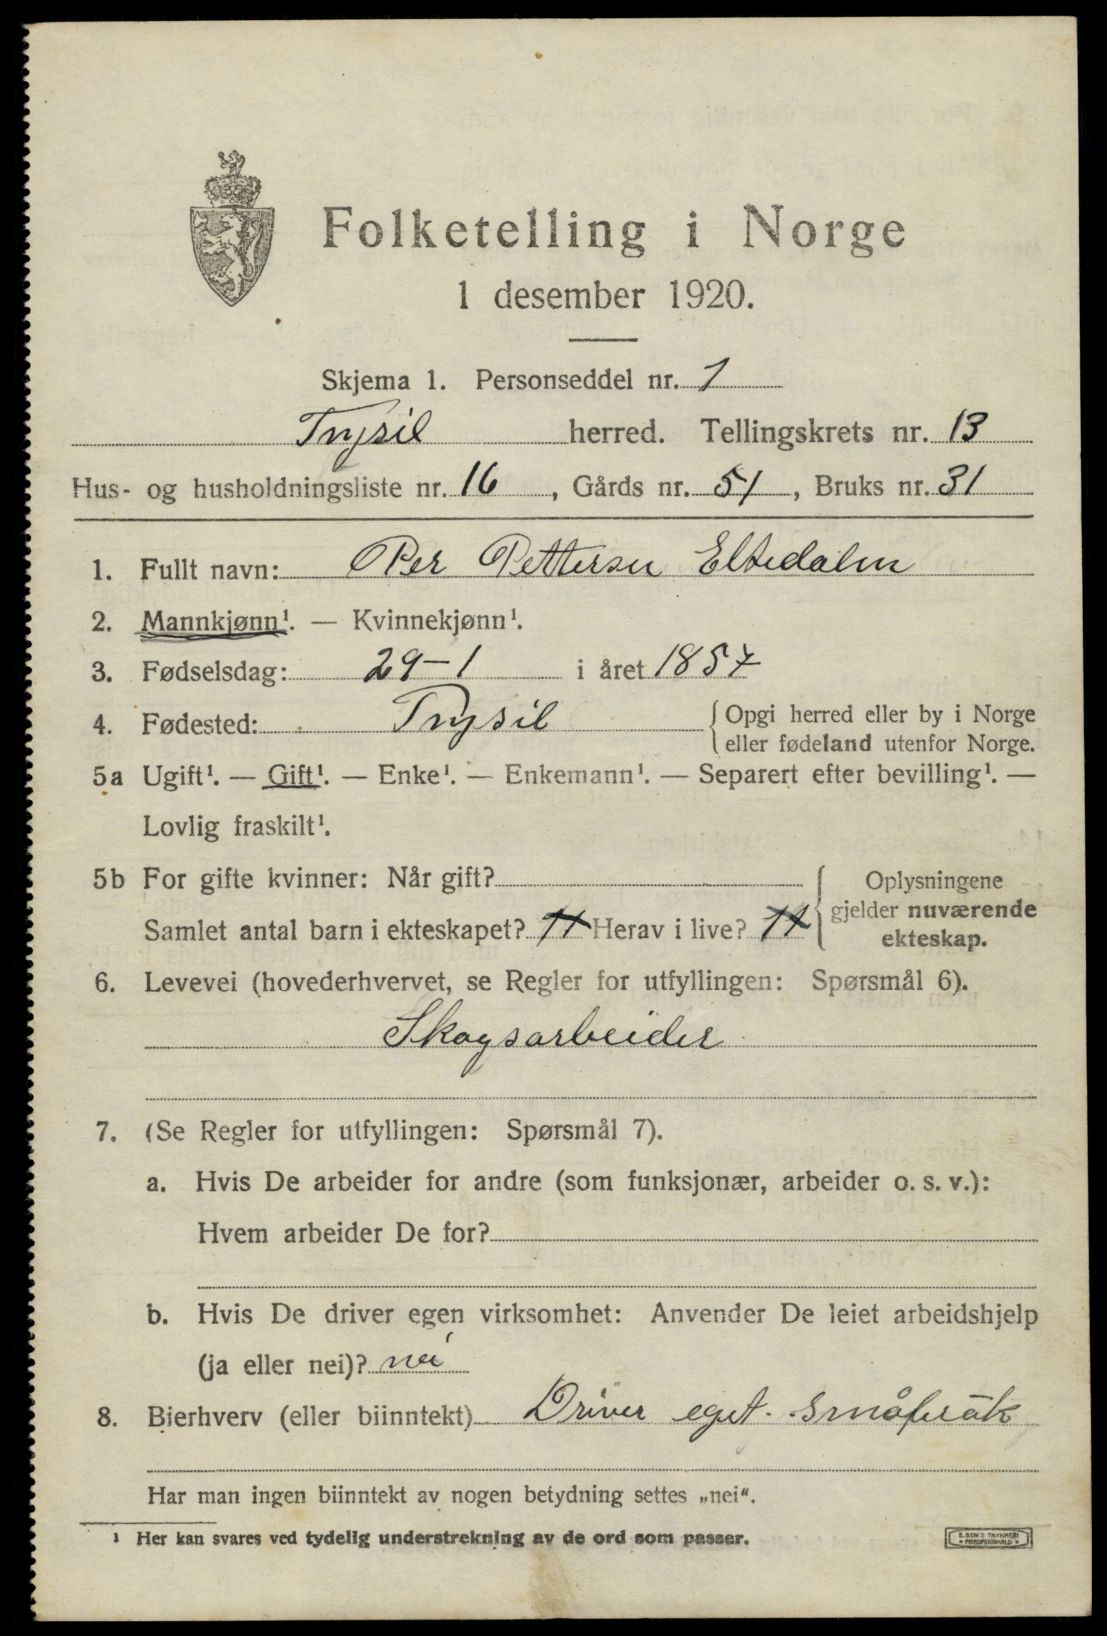 Folketelling i Norge
1 desember 1920.
Skjema 1. Personseddel nr. 1
Trysil herred. Tellingskrets nr. 13
Hus- og husholdningsliste nr. 16, Gårds nr. 51, Bruks nr. 31
1. Fullt navn: Per Pettersen Eltedalen
2. Mannkjønn¹. — Kvinnekjønn¹.
3. Fødselsdag: 29-1 i året 1857
4. Fødested: Trysil {Opgi herred eller by i Norge
eller fødeland utenfor Norge.
5a Ugift¹. — Gift¹. — Enke¹. — Enkemann¹. — Separert efter bevilling¹. —
Lovlig fraskilt¹.
5b For gifte kvinner: Når gift? { Oplysningene
gjelder nuværende
ekteskap.
Samlet antal barn i ekteskapet? 11 Herav i live? 11
6. Levevei (hovederhvervet, se Regler for utfyllingen: Spørsmål 6).
Skogsarbeider
7. (Se Regler for utfyllingen: Spørsmål 7).
a. Hvis De arbeider for andre (som funksjonær, arbeider o. s. v.):
Hvem arbeider De for?
b. Hvis De driver egen virksomhet: Anvender De leiet arbeidshjelp
(ja eller nei)? nei
8. Bierhverv (eller biinntekt) Driver eget småbruk
Har man ingen biinntekt av nogen betydning settes „nei“.
¹ Her kan svares ved tydelig understrekning av de ord som passer.
E. SEM'S TRYKKERI
FREDRIKSHALD